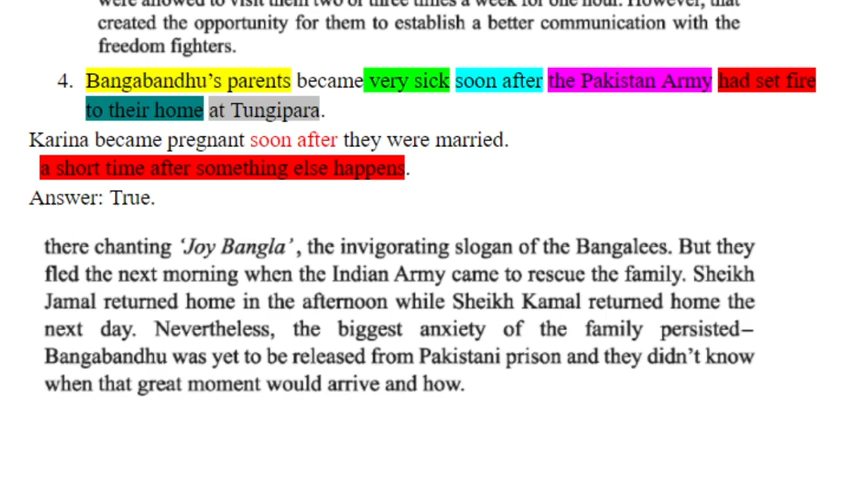 were allowed to visit them two or three times a week for one hour. However, that
created the opportunity for them to establish a better communication with the
freedom fighters.
4. Bangabandhu’s parents became very sick soon after the Pakistan Army had set fire
to their home at Tungipara.
Karina became pregnant soon after they were married.
a short time after something else happens.
Answer: True.
there chanting ‘Joy Bangla’, the invigorating slogan of the Bangalees. But they
fled the next morning when the Indian Army came to rescue the family. Sheikh
Jamal returned home in the afternoon while Sheikh Kamal returned home the
next day. Nevertheless, the biggest anxiety of the family persisted–
Bangabandhu was yet to be released from Pakistani prison and they didn’t know
when that great moment would arrive and how.